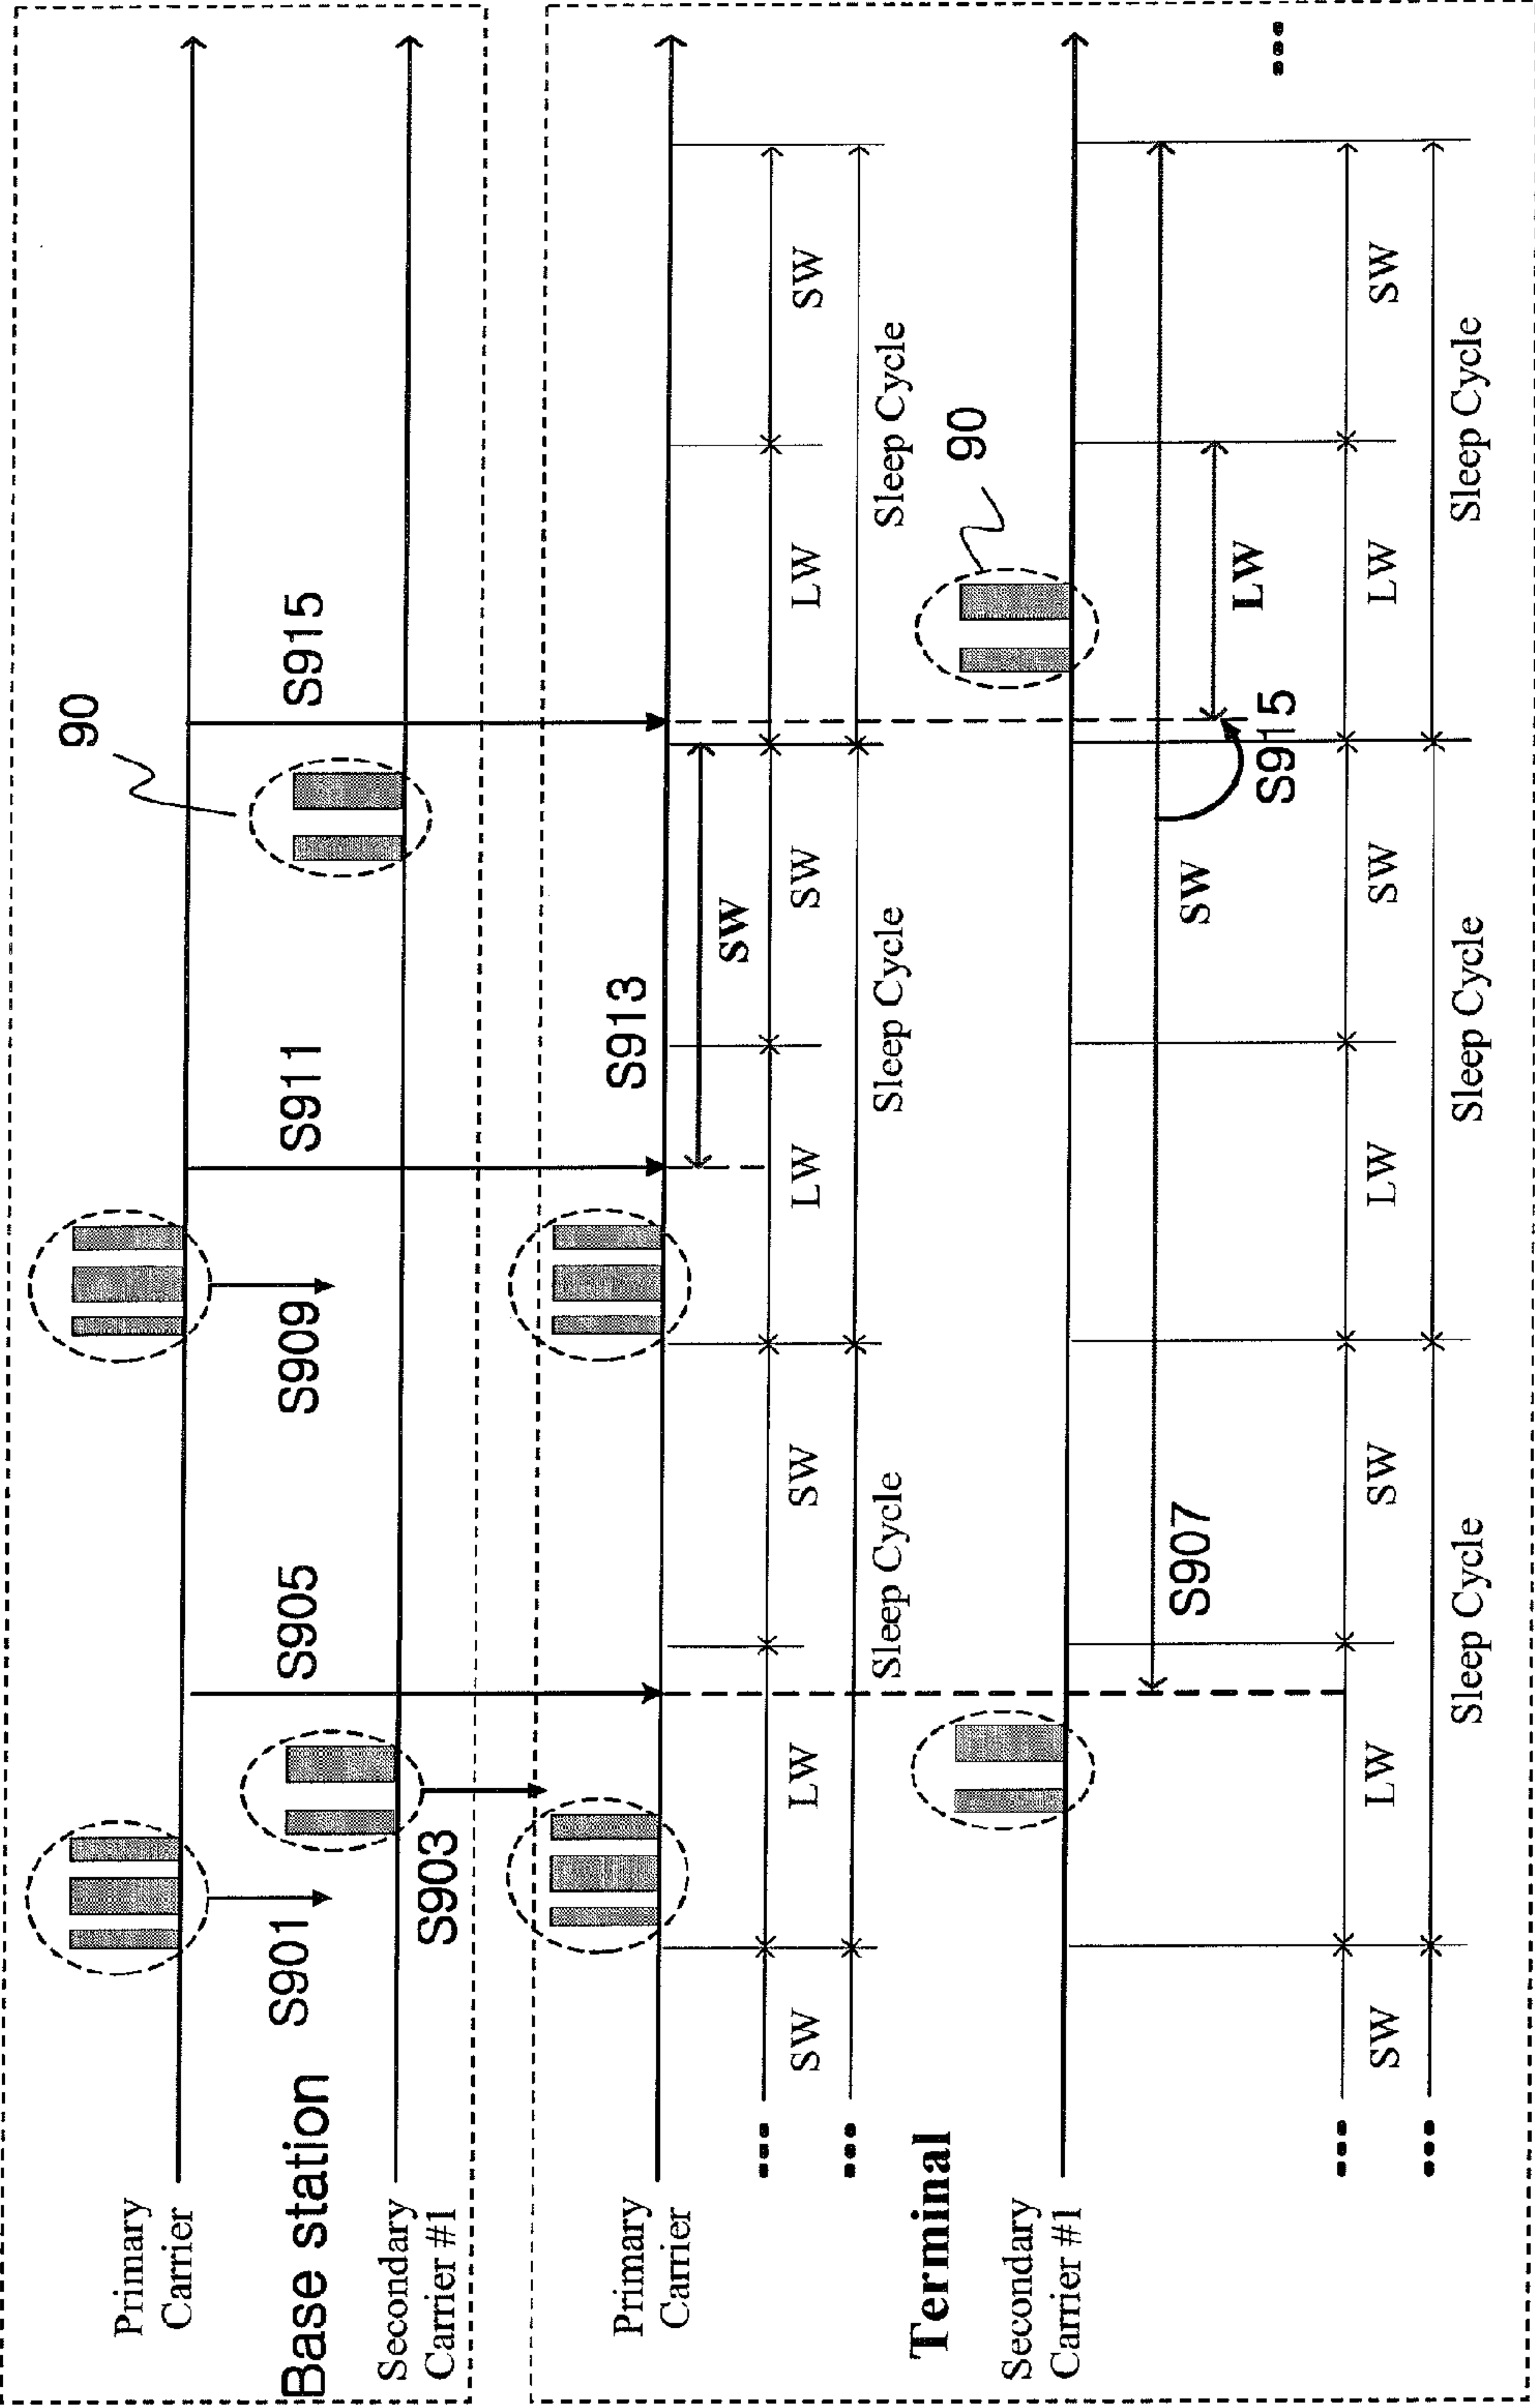 Primary
Carrier
S901
S905
S909
S911
90
S915
Base station
Secondary
Carrier #1
S903
Primary
Carrier
S913
SW
SW
LW
SW
LW
SW
LW
SW
Sleep Cycle
Sleep Cycle
Sleep Cycle
Terminal
90
Secondary
Carrier #1
S907
SW
LW
S915
SW
LW
SW
LW
SW
LW
SW
Sleep Cycle
Sleep Cycle
Sleep Cycle